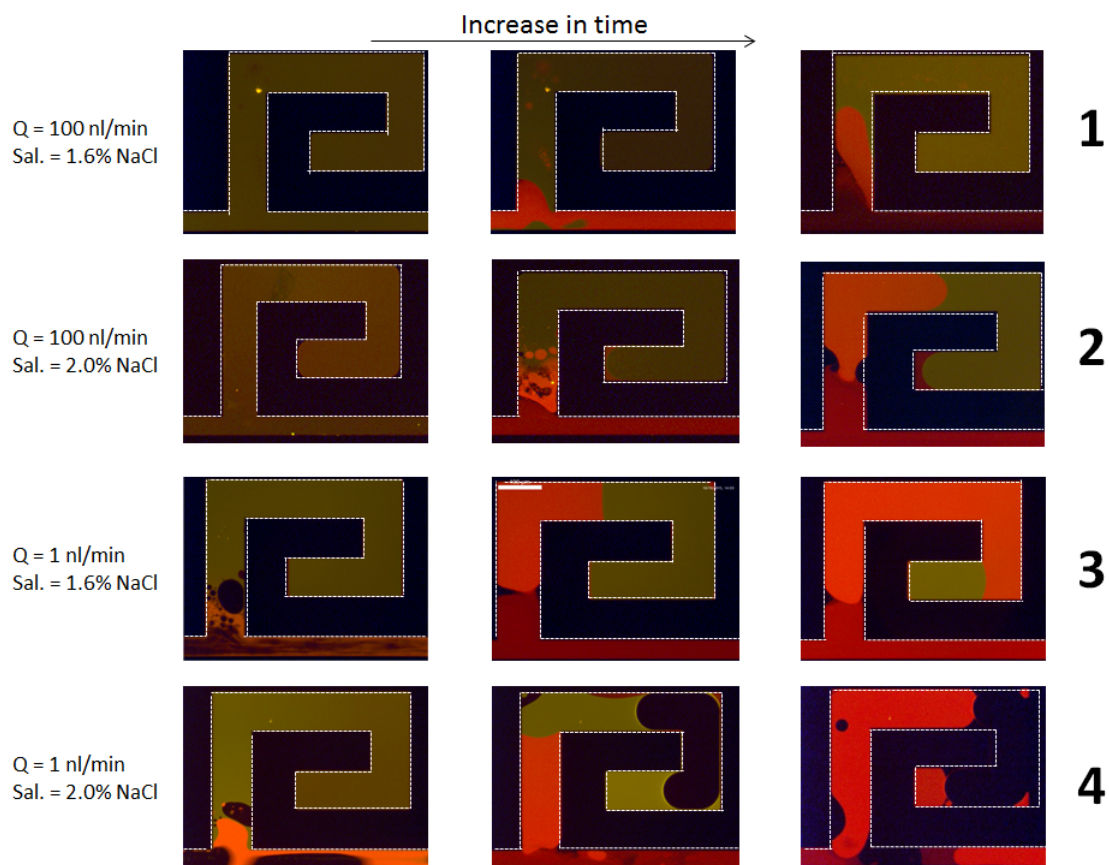 Increase in time
Q = 100 nl/min
Sal. = 1.6% NaCl
1
Q = 100 nl/min
Sal. = 2.0% NaCl
2
Q = 1 nl/min
Sal. = 1.6% NaCl
3
Q = 1 nl/min
Sal. = 2.0% NaCl
4